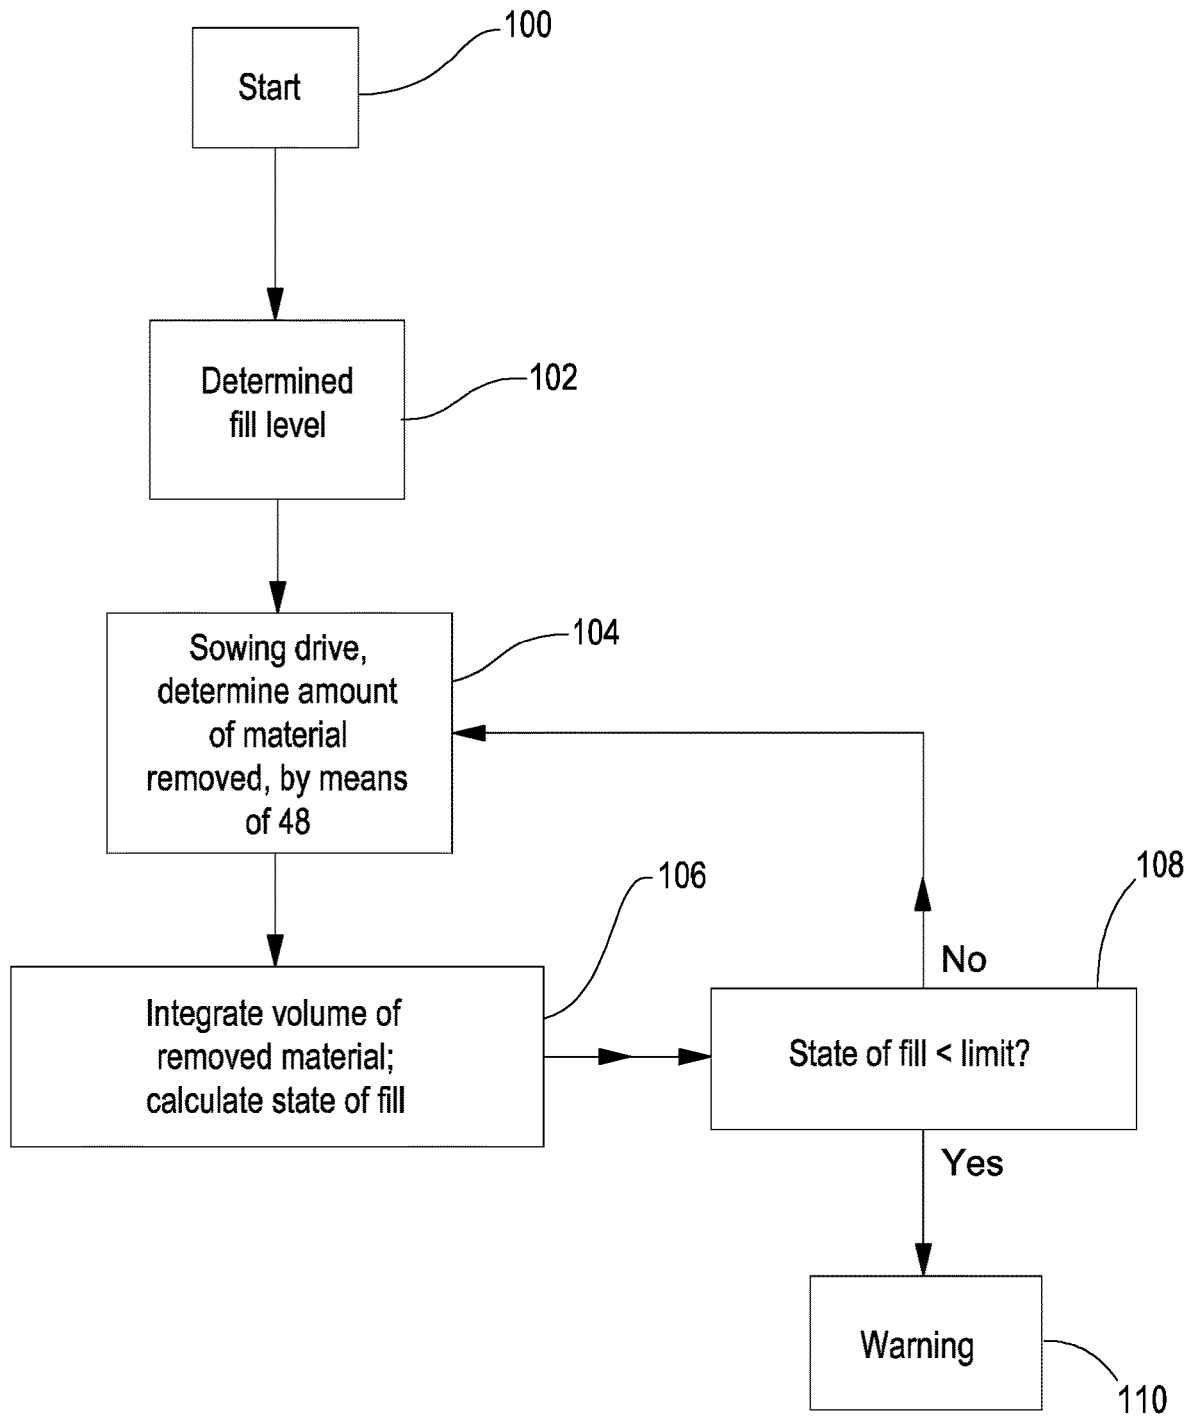 100
Start
102
Determined
fill level
104
Sowing drive,
determine amount
of material
removed, by means
of 48
106
Integrate volume of
removed material;
calculate state of fill
108
No
State of fill < limit?
Yes
Warning
110